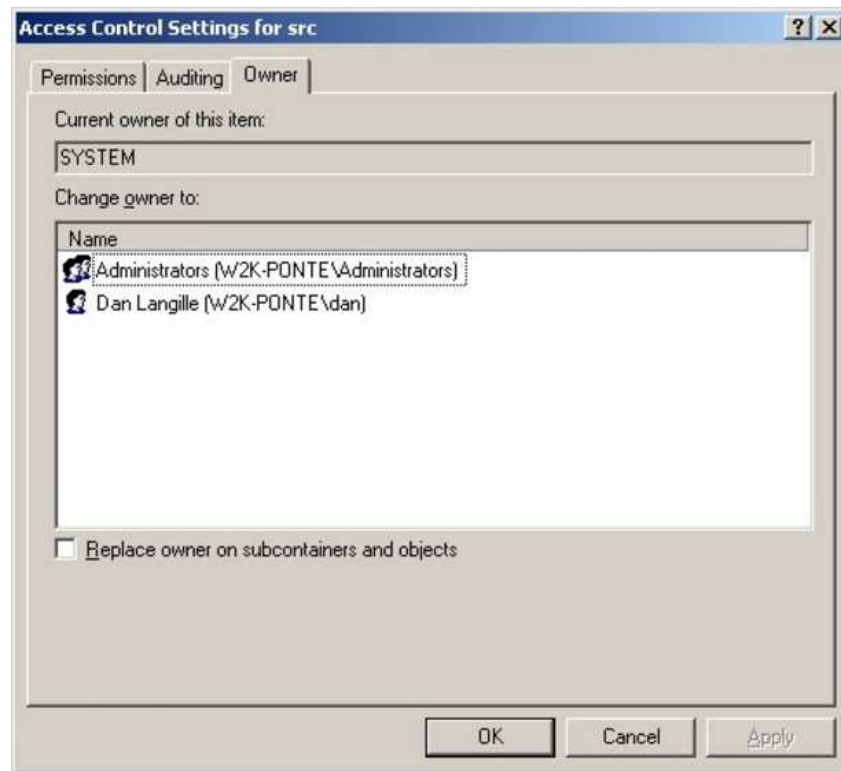 Access Control Settings for src
Permissions Auditing Owner
Current owner of this item:
SYSTEM
Change owner to:
Name
Administrators (W2K-PONTE\Administrators)
Dan Langille (W2K-PONTE\dan)
Replace owner on subcontainers and objects
OK Cancel Apply